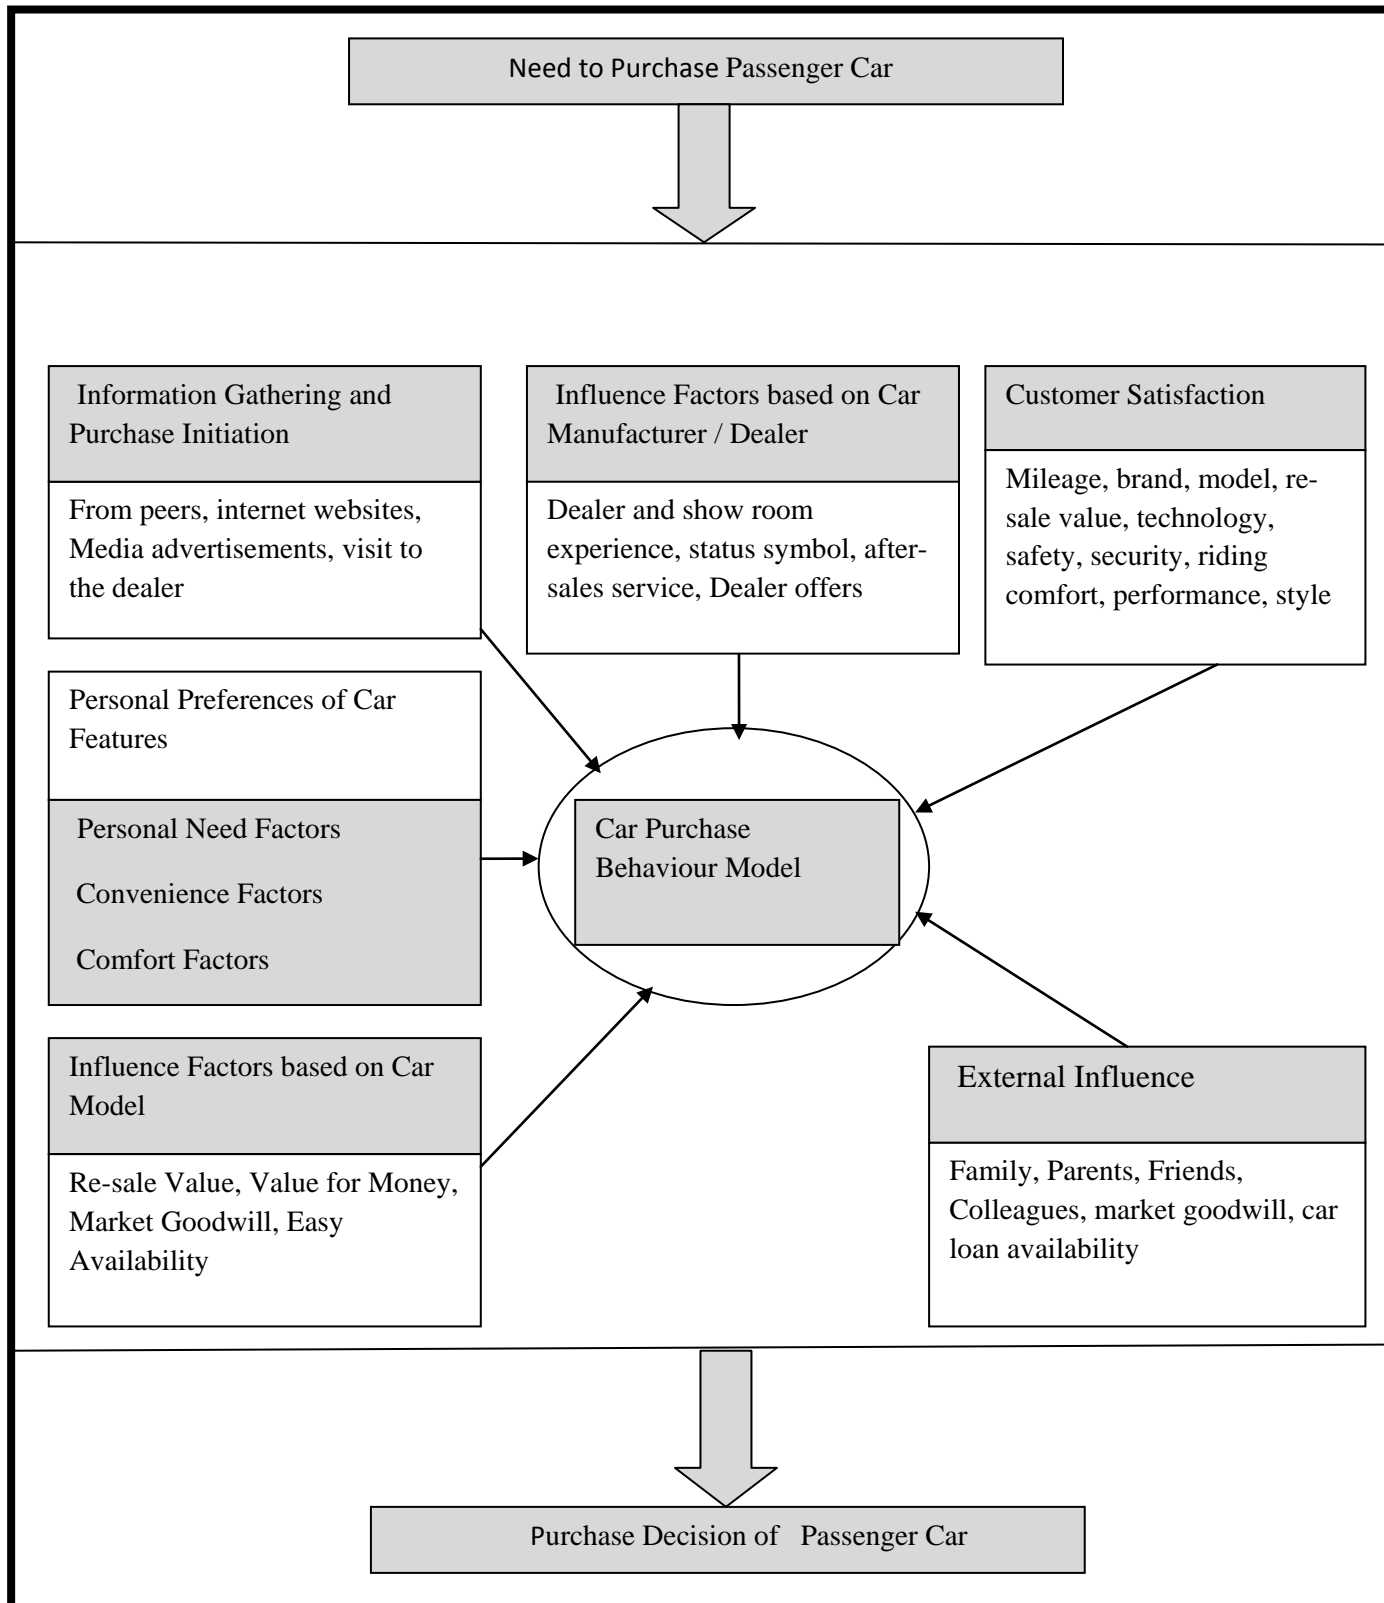 Need to Purchase Passenger Car
Information Gathering and
Purchase Initiation
From peers, internet websites,
Media advertisements, visit to
the dealer
Influence Factors based on Car
Manufacturer / Dealer
Dealer and show room
experience, status symbol, after-
sales service, Dealer offers
Customer Satisfaction
Mileage, brand, model, re-
sale value, technology,
safety, security, riding
comfort, performance, style
Personal Preferences of Car
Features
Personal Need Factors
Convenience Factors
Comfort Factors
Car Purchase
Behaviour Model
Influence Factors based on Car
Model
Re-sale Value, Value for Money,
Market Goodwill, Easy
Availability
External Influence
Family, Parents, Friends,
Colleagues, market goodwill, car
loan availability
Purchase Decision of Passenger Car